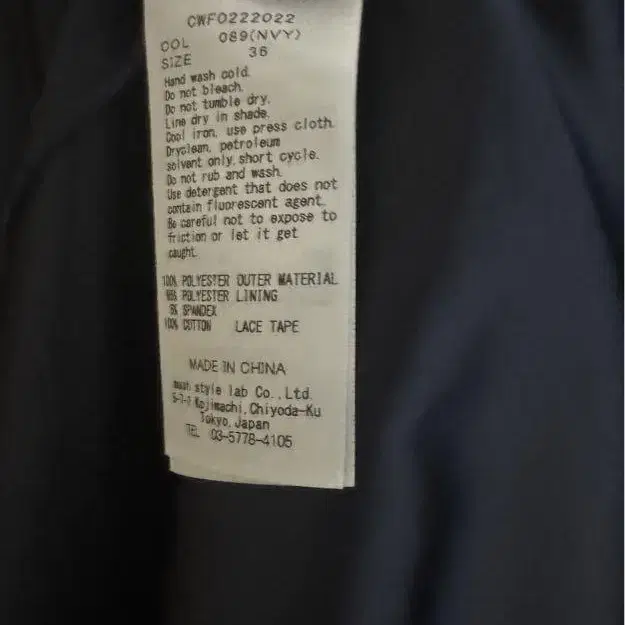 CWFO222022
COL 089(NVY)
SIZE 36
Hand wash cold.
Do not bleach.
Do not tumble dry.
Line dry in shade.
Cool iron, use press cloth.
Dryclean, petroleum
solvent only, short cycle.
Do not rub and wash.
Use detergent that does not
contain fluorescent agent.
Be careful not to expose to
friction or let it get
caught.
100% POLYESTER OUTER MATERIAL
95% POLYESTER LINING
5% SPANDEX
100% COTTON LACE TAPE
MADE IN CHINA
mash style lab Co.,Ltd.
Kojimachi, Chiyoda-Ku
Tokyo, Japan
TEL 03-5778-4105